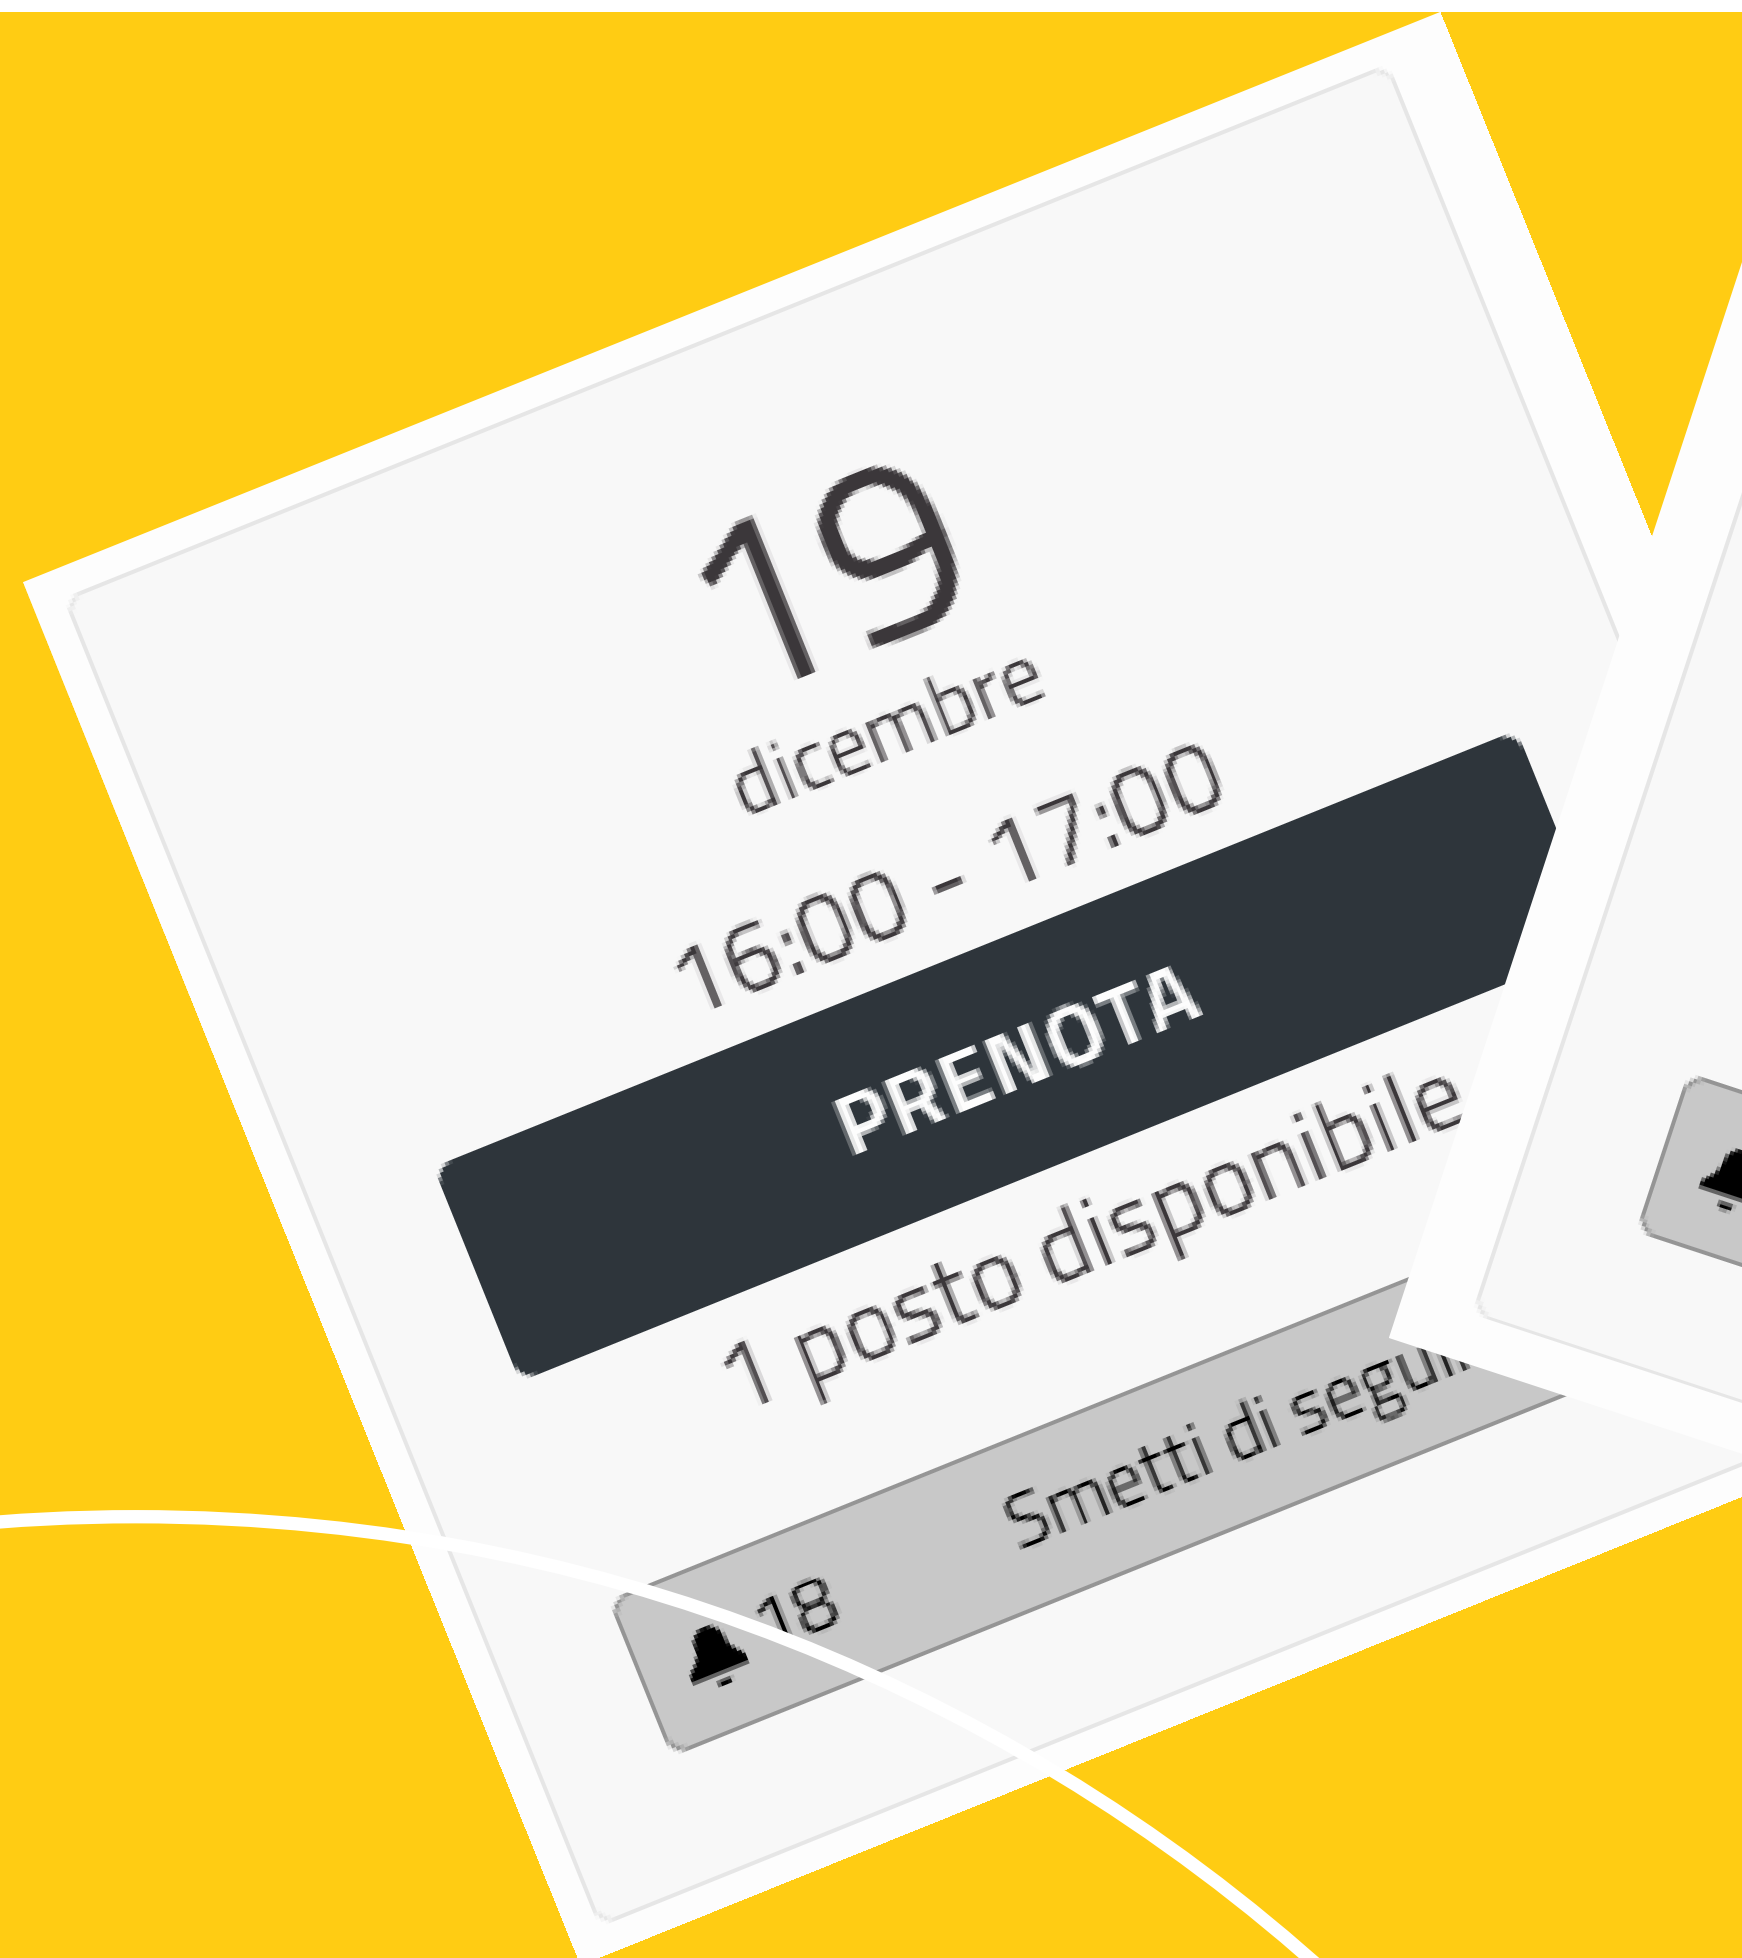 19
dicembre
16:00 - 17:00
PRENOTA
1 posto disponibile
Smetti di
18